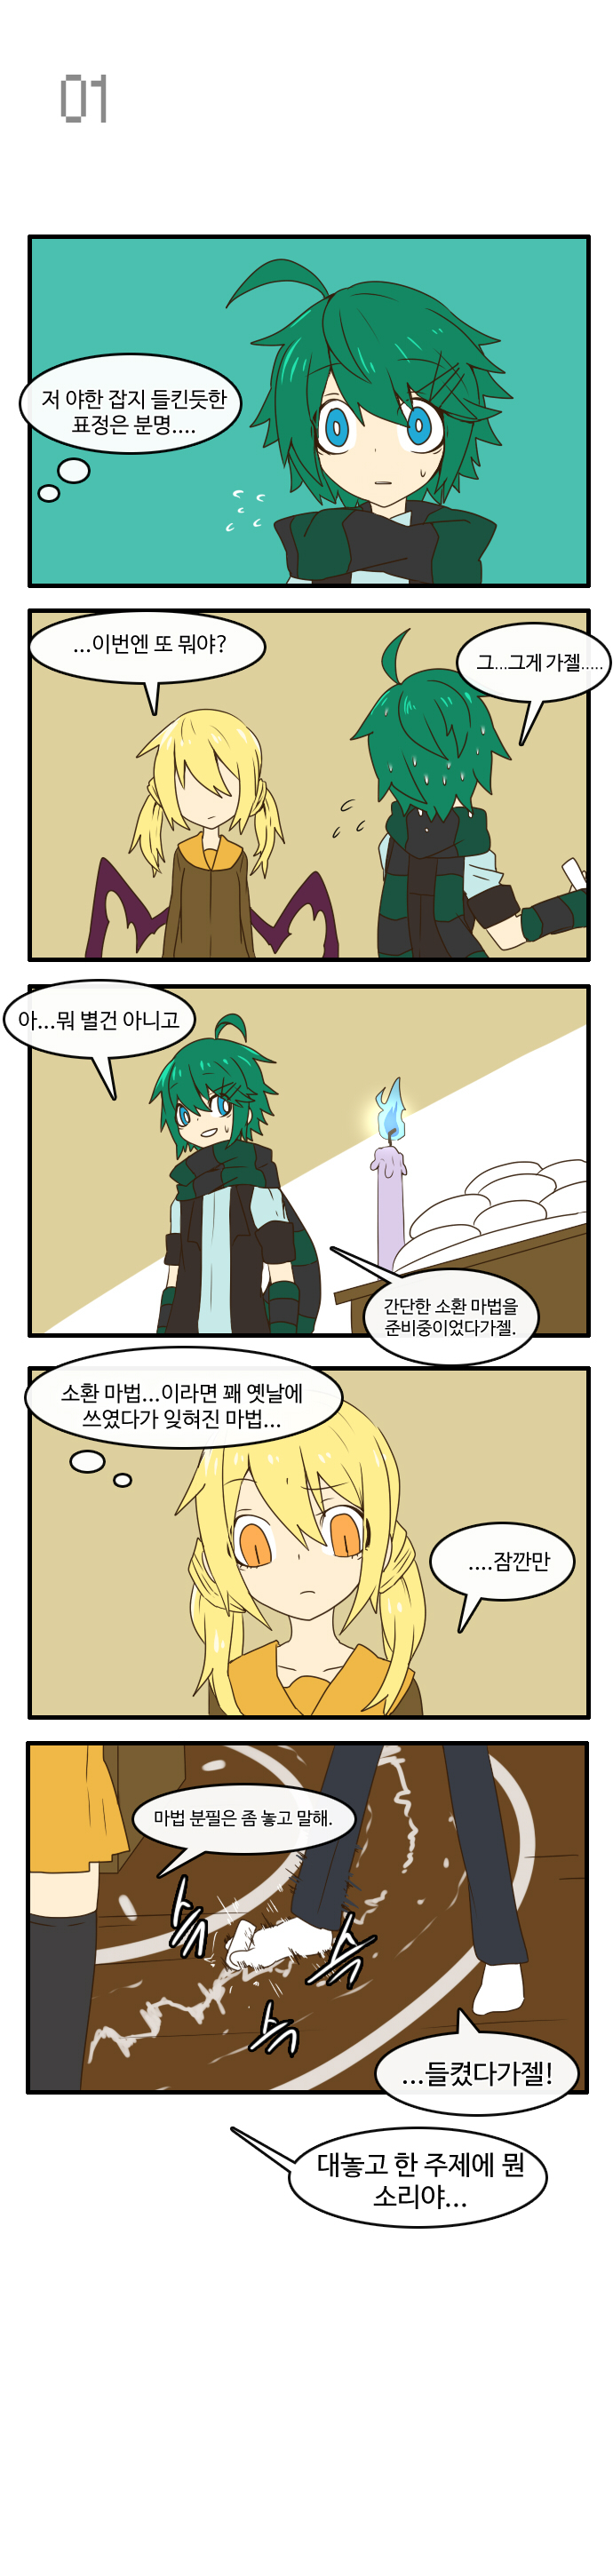 01
저 야한 잡지 들킨듯한
표정은 분명....
...이번엔 또 뭐야?
그...그게 가젤.....
아...뭐 별건 아니고
간단한 소환 마법을
준비중이었다가젤.
소환 마법...이라면 꽤 옛날에
쓰였다가 잊혀진 마법...
....잠깐만
마법 분필은 좀 놓고 말해.
슥
슥
슥
...들켰다가젤!
대놓고 한 주제에 뭔
소리야...